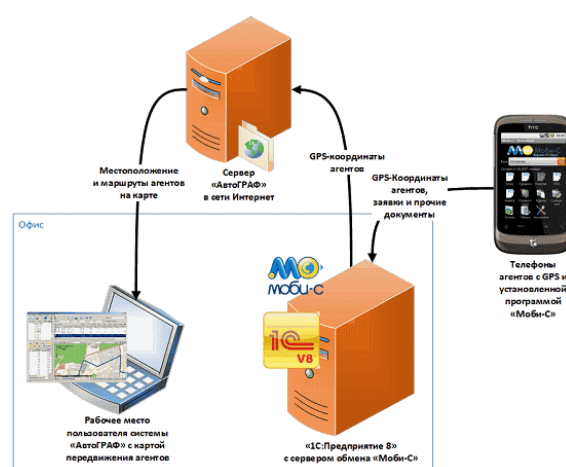 Сервер
«АвтоГРАФ»
в сети Интернет
Местоположение
и маршруты агентов
на карте
GPS-координаты
агентов
GPS-Координаты
агентов,
заявки и прочие
документы
hTC
Моби-С
Телефоны
агентов с GPS и
установленной
программой
«Моби-С»
Офис
МОБИ-С
1С
V8
Рабочее место
пользователя системы
«АвтоГРАФ» с картой
передвижения агентов
«1С:Предприятие 8»
с сервером обмена «Моби-С»